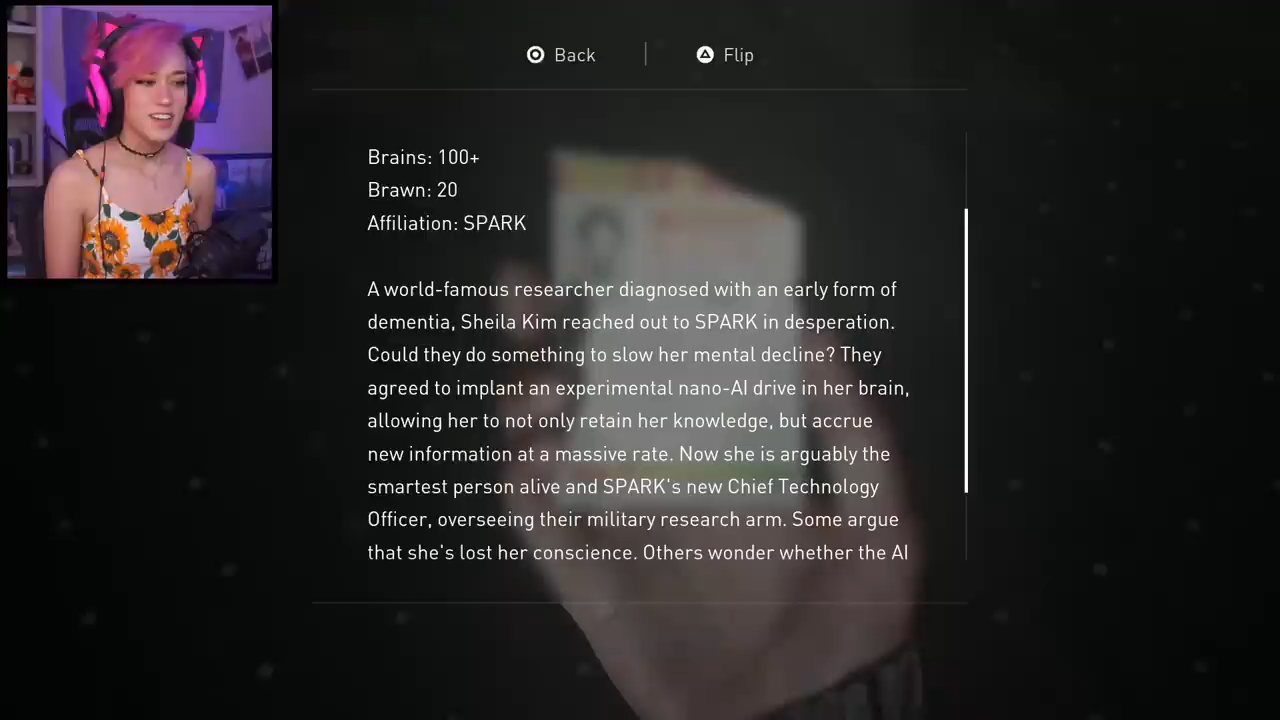 Back
Flip
Brains: 100+
Brawn: 20
Affiliation: SPARK
A world-famous researcher diagnosed with an early form of
dementia, Sheila Kim reached out to SPARK in desperation.
Could they do something to slow her mental decline? They
agreed to implant an experimental nano-AI drive in her brain,
allowing her to not only retain her knowledge, but accrue
new information at a massive rate. Now she is arguably the
smartest person alive and SPARK's new Chief Technology
Officer, overseeing their military research arm. Some argue
that she's lost her conscience. Others wonder whether the AI